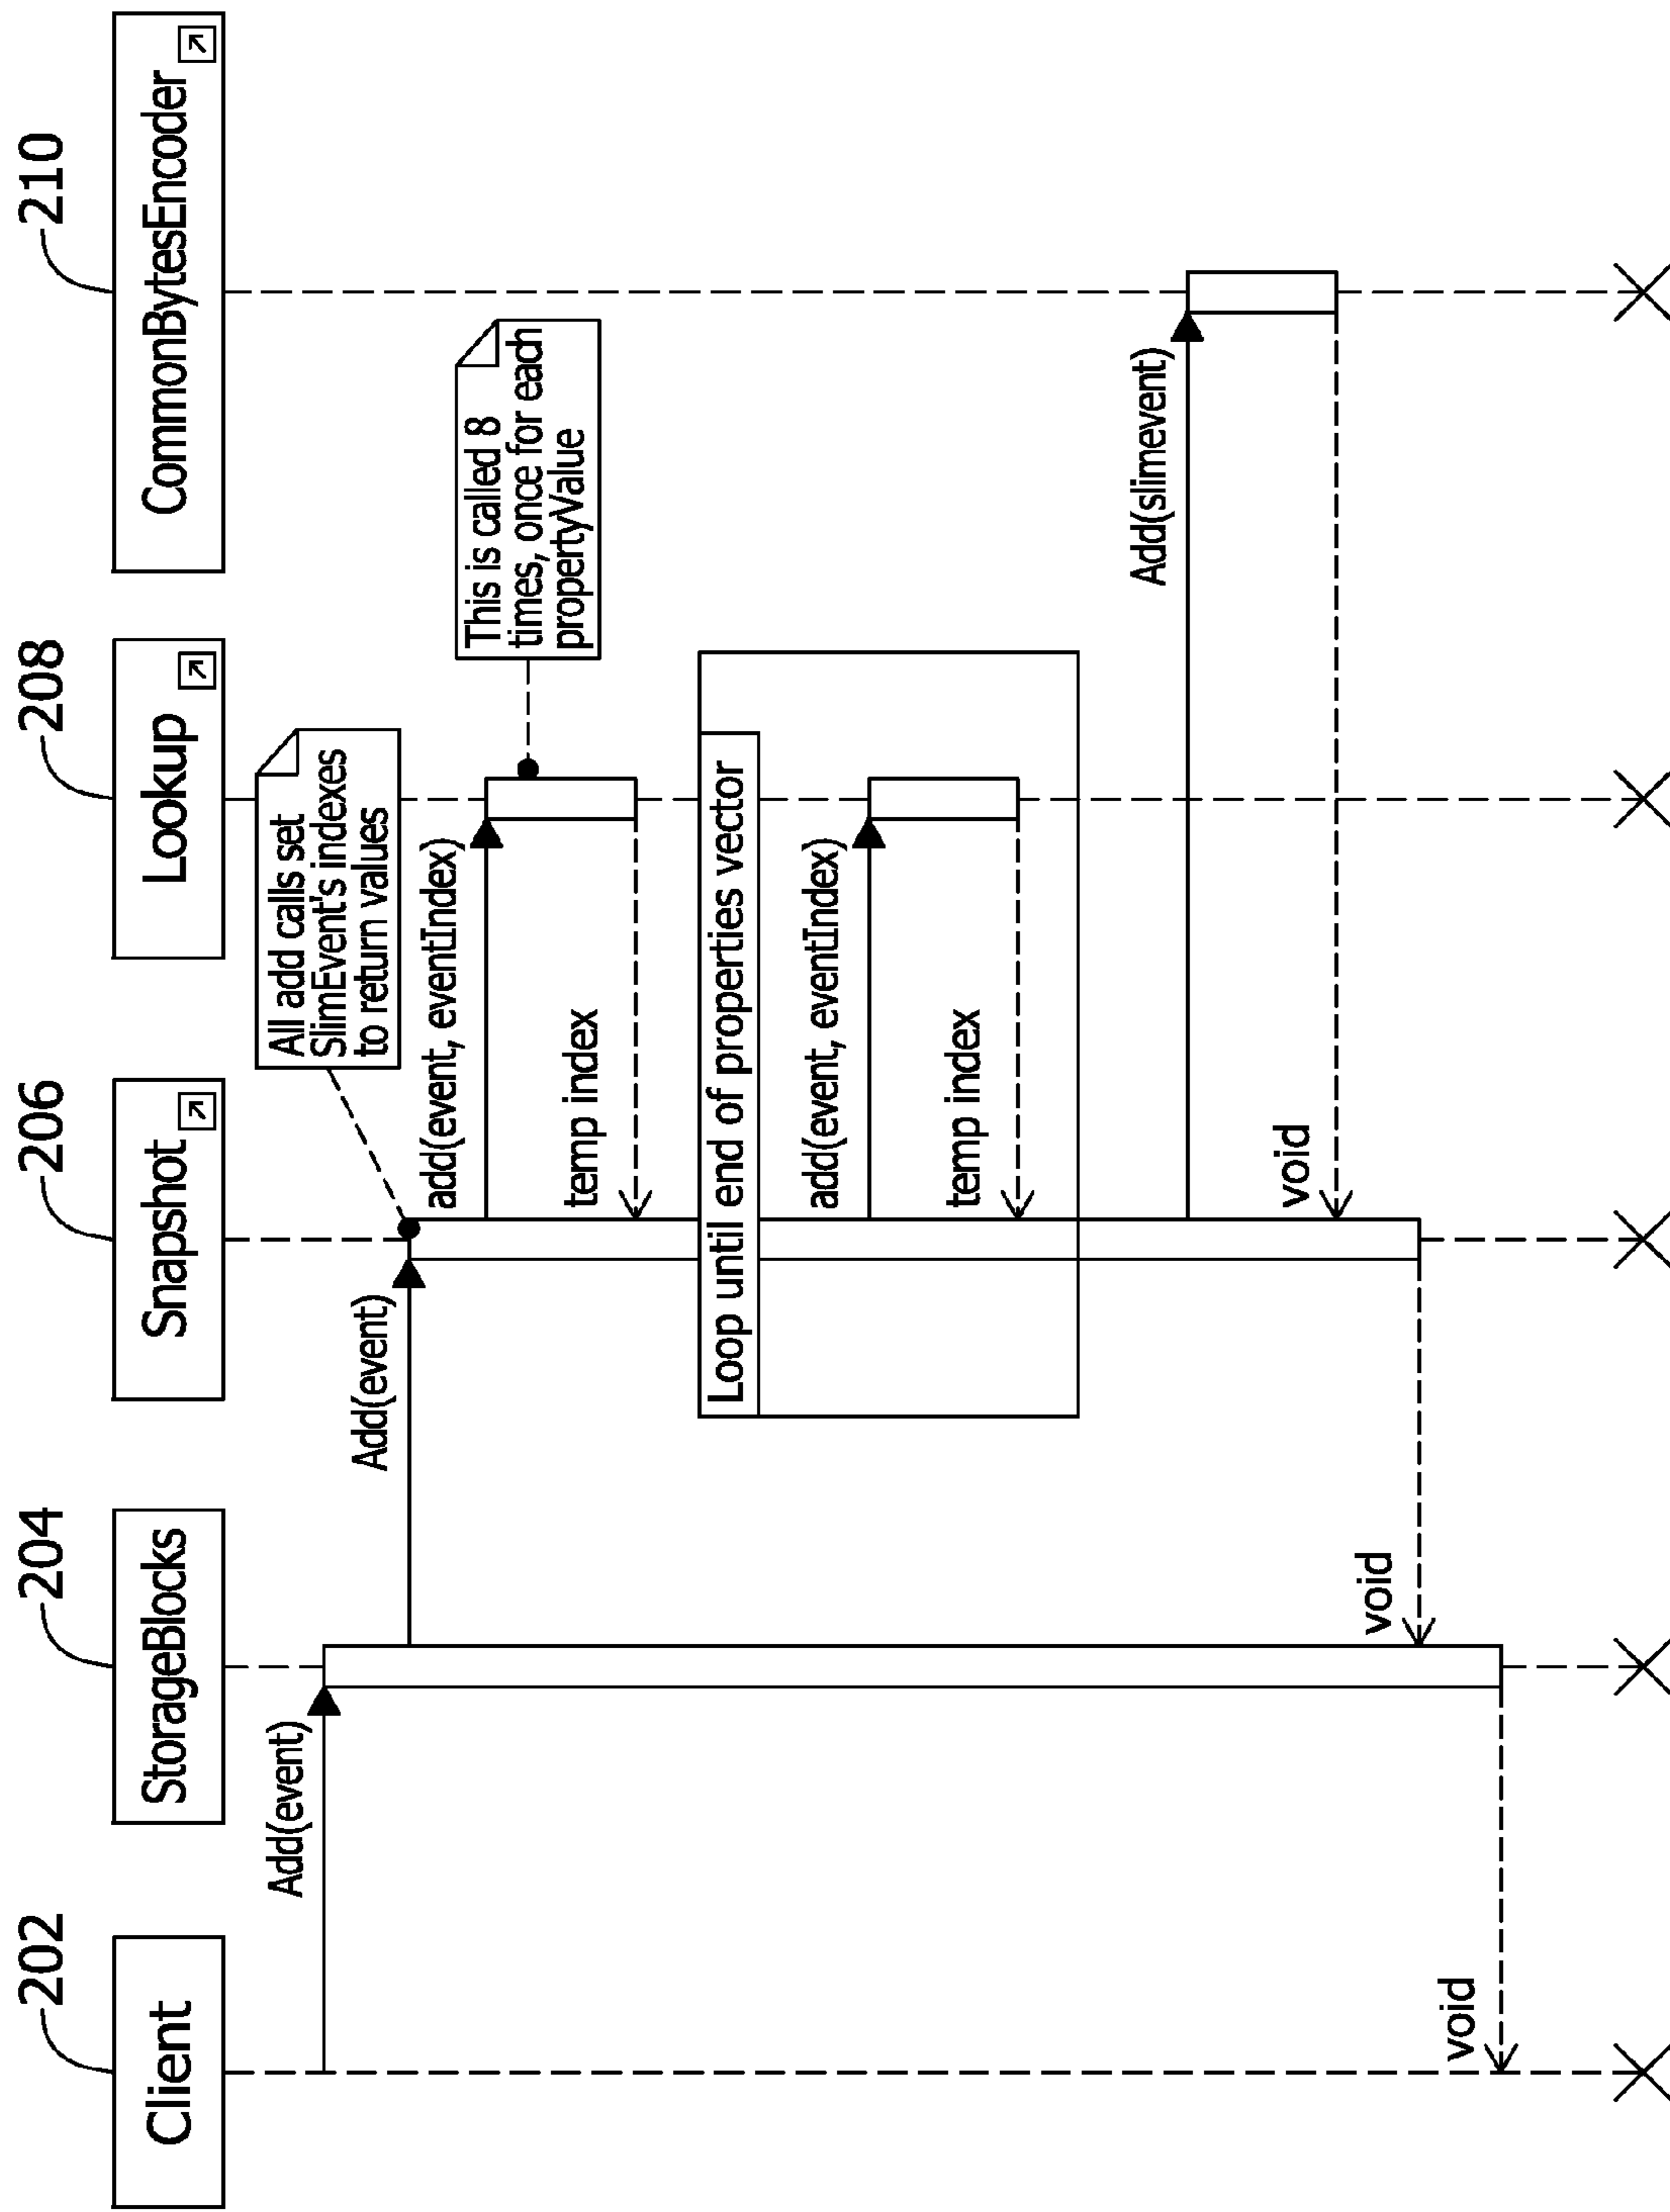 202
204
206
208
210
Client
StorageBlocks
Snapshot
Lookup
CommonBytesEncoder
All add calls set
SlimEvent's indexes
to return values
Add(event)
Add(event)
add(event, eventIndex)
This is called 8
times, once for each
propertyValue
temp index
Loop until end of properties vector
add(event, eventIndex)
temp index
Add(slimevent)
void
void
void